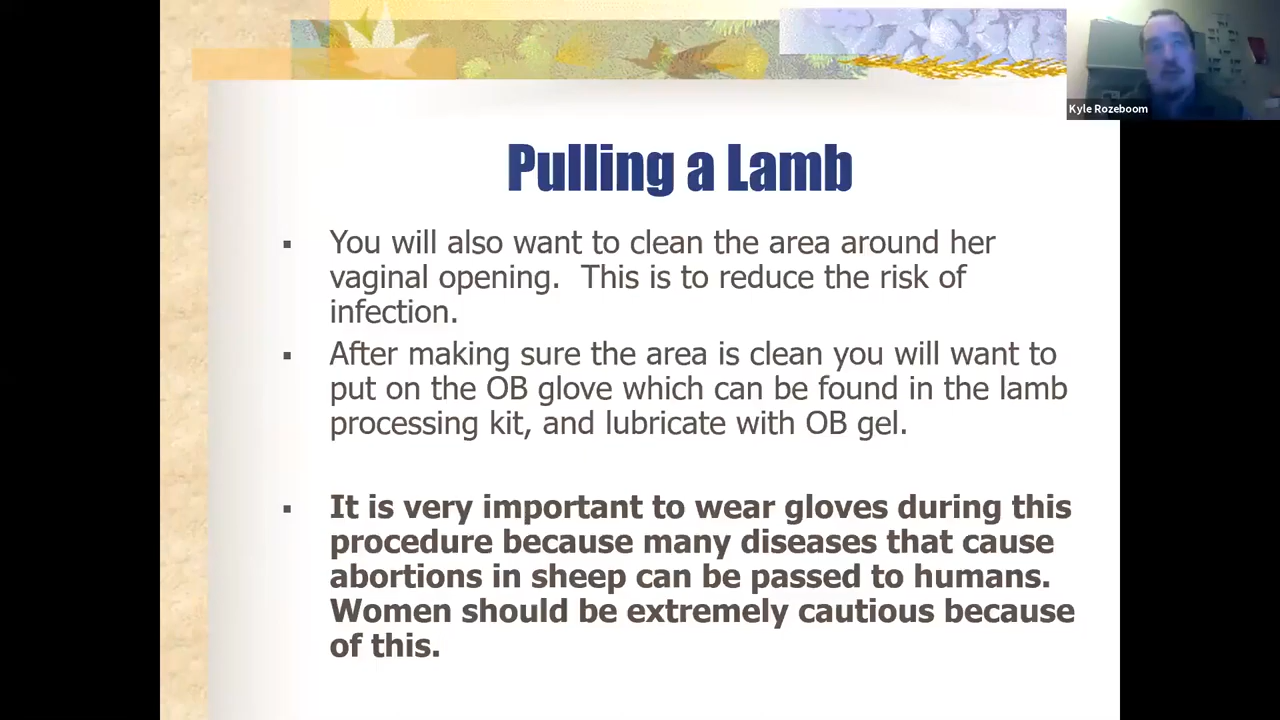 Kyle Rozeboom
Pulling a Lamb
▪ You will also want to clean the area around her
vaginal opening.  This is to reduce the risk of
infection.
▪ After making sure the area is clean you will want to
put on the OB glove which can be found in the lamb
processing kit, and lubricate with OB gel.
▪ It is very important to wear gloves during this
procedure because many diseases that cause
abortions in sheep can be passed to humans.
Women should be extremely cautious because
of this.